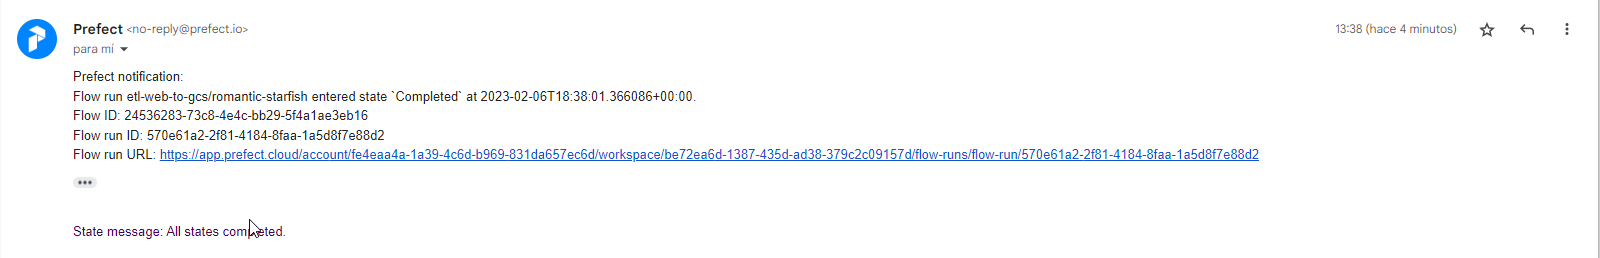 Prefect <no-reply@prefect.io> 13:38 (hace 4 minutos)
para mí
Prefect notification:
Flow run etl-web-to-gcs/romantic-starfish entered state `Completed` at 2023-02-06T18:38:01.366086+00:00.
Flow ID: 24536283-73c8-4e4c-bb29-5f4a1ae3eb16
Flow run ID: 570e61a2-2f81-4184-8faa-1a5d8f7e88d2
Flow run URL: https://app.prefect.cloud/account/fe4eaa4a-1a39-4c6d-b969-831da657ec6d/workspace/be72ea6d-1387-435d-ad38-379c2c09157d/flow-runs/flow-run/570e61a2-2f81-4184-8faa-1a5d8f7e88d2
State message: All states completed.